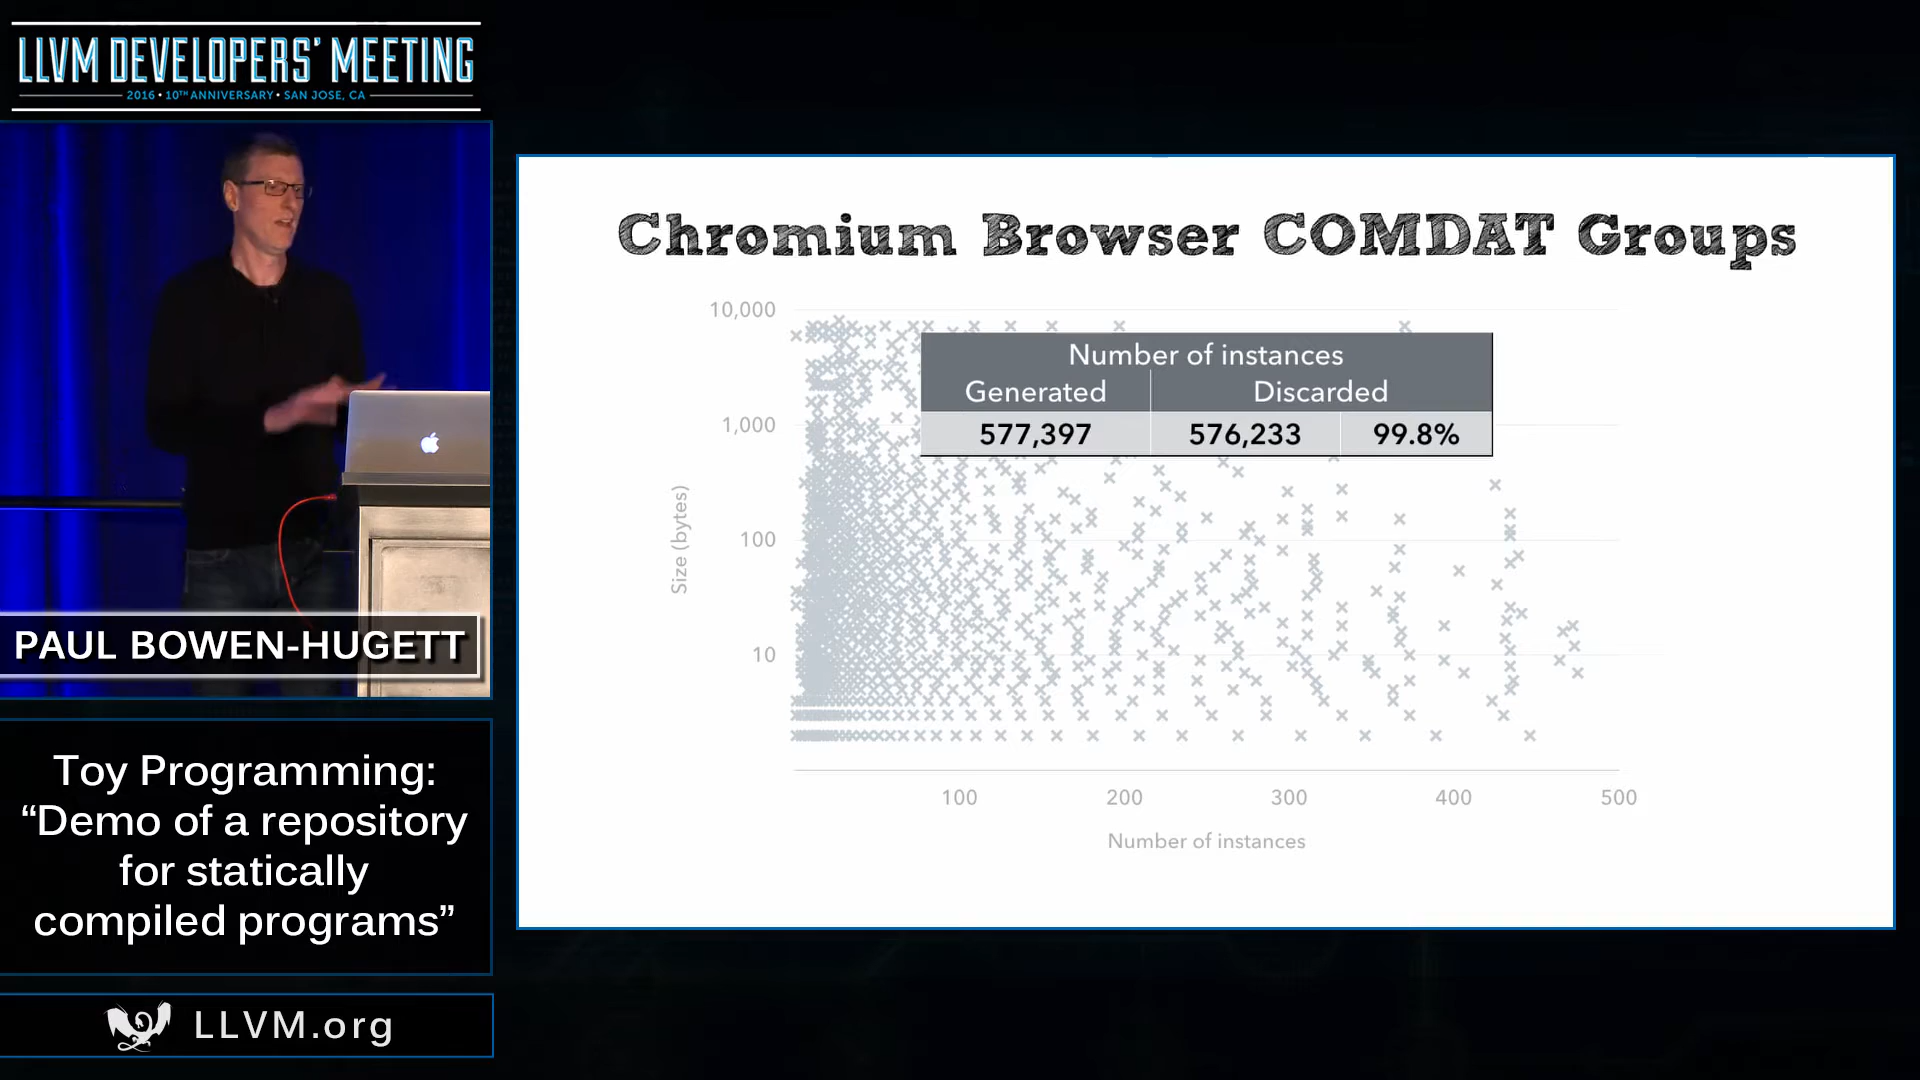 LLVM DEVELOPERS' MEETING
2016 • 10TH ANNIVERSARY • SAN JOSE, CA
PAUL BOWEN-HUGETT
Toy Programming:
“Demo of a repository
for statically
compiled programs”
LLVM.org
Chromium Browser COMDAT Groups
Number of instances
Generated Discarded
577,397 576,233 99.8%
Size (bytes)
10,000
1,000
100
10
100 200 300 400 500
Number of instances